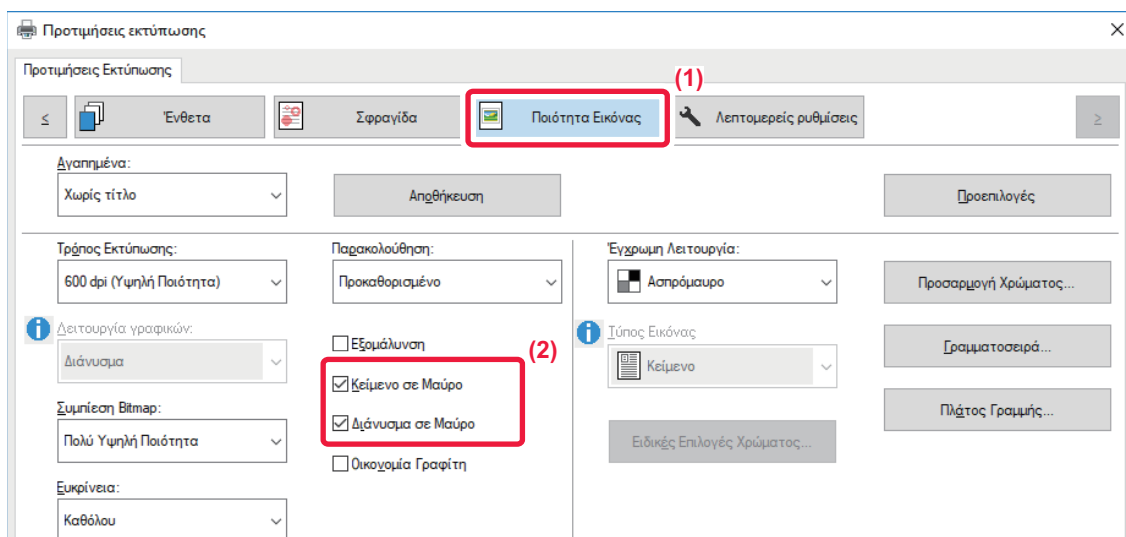 Προτιμήσεις εκτύπωσης
Προτιμήσεις Εκτύπωσης
(1)
<
Ένθετα
Σφραγίδα
Ποιότητα Εικόνας
Λεπτομερείς ρυθμίσεις
>
Αγαπημένα:
Χωρίς τίτλο
Αποθήκευση
Προεπιλογές
Τρόπος Εκτύπωσης:
600 dpi (Υψηλή Ποιότητα)
Παρακολούθηση:
Προκαθορισμένο
Έγχρωμη Λειτουργία:
Ασπρόμαυρο
Προσαρμογή Χρώματος...
Λειτουργία γραφικών:
Διάνυσμα
Εξομάλυνση
(2)
Κείμενο σε Μαύρο
Διάνυσμα σε Μαύρο
Οικονομία Γραφίτη
Τύπος Εικόνας
Κείμενο
Γραμματοσειρά...
Συμπίεση Bitmap:
Πολύ Υψηλή Ποιότητα
Ειδικές Επιλογές Χρώματος...
Πλάτος Γραμμής...
Ευκρίνεια:
Καθόλου